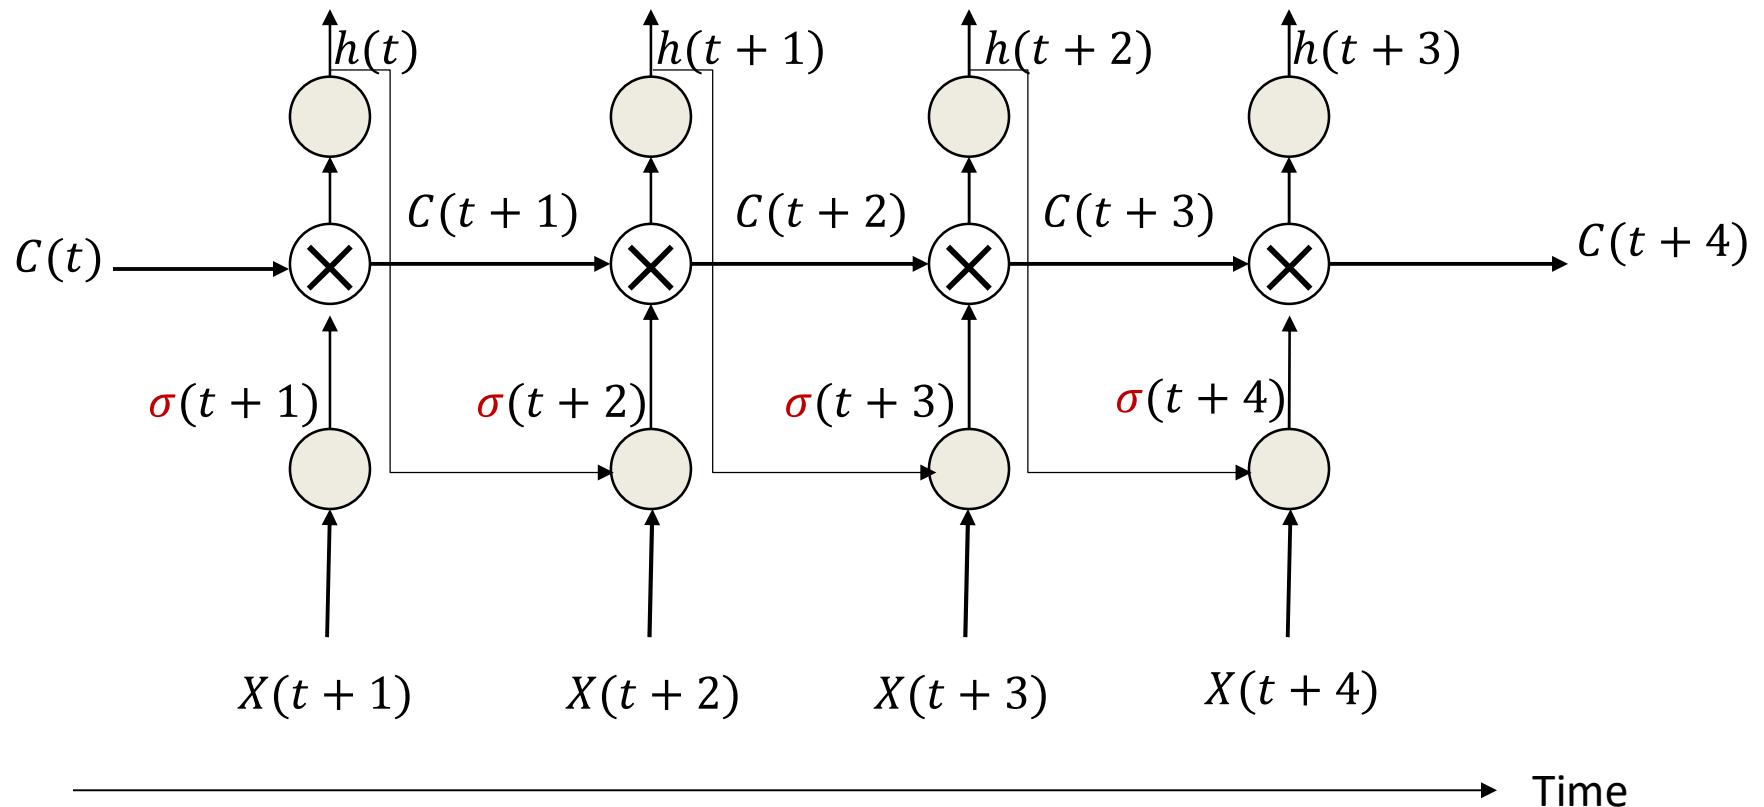 h(t) h(t + 1) h(t + 2) h(t + 3)
C(t) C(t + 1) C(t + 2) C(t + 3) C(t + 4)
σ(t + 1) σ(t + 2) σ(t + 3) σ(t + 4)
X(t + 1) X(t + 2) X(t + 3) X(t + 4)
Time